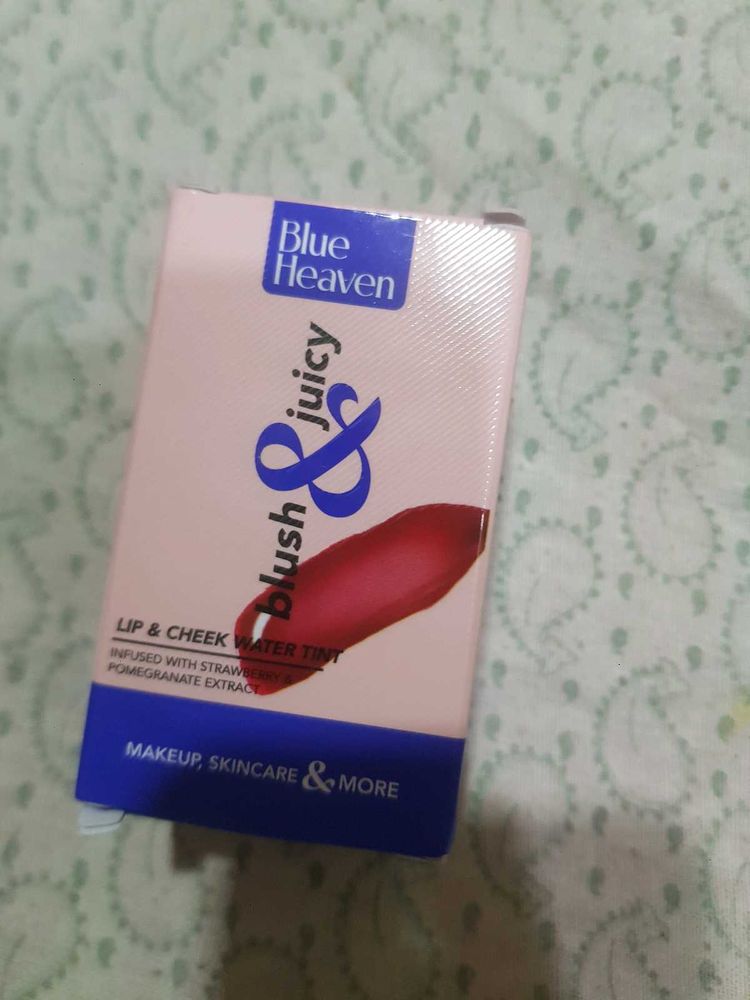 Blue
Heaven
blush & juicy
LIP & CHEEK WATER TINT
INFUSED WITH STRAWBERRY &
POMEGRANATE EXTRACT
MAKEUP, SKINCARE & MORE